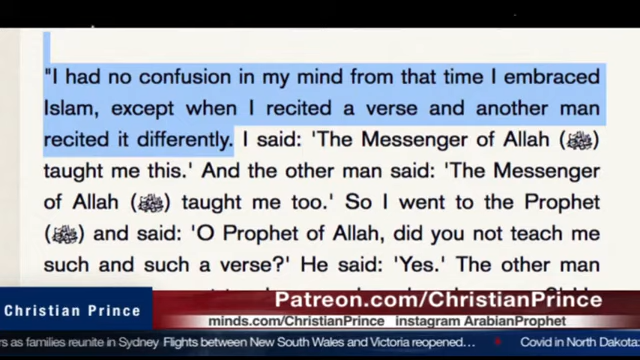 "I had no confusion in my mind from that time I embraced
Islam, except when I recited a verse and another man
recited it differently. I said: 'The Messenger of Allah (ﷺ)
taught me this.' And the other man said: 'The Messenger
of Allah (ﷺ) taught me too.' So I went to the Prophet
(ﷺ) and said: 'O Prophet of Allah, did you not teach me
such and such a verse?' He said: 'Yes.' The other man
Christian Prince
Patreon.com/ChristianPrince
minds.com/ChristianPrince instagram ArabianProphet
as families reunite in Sydney Flights between New South Wales and Victoria reopened... Covid in North Dakota.